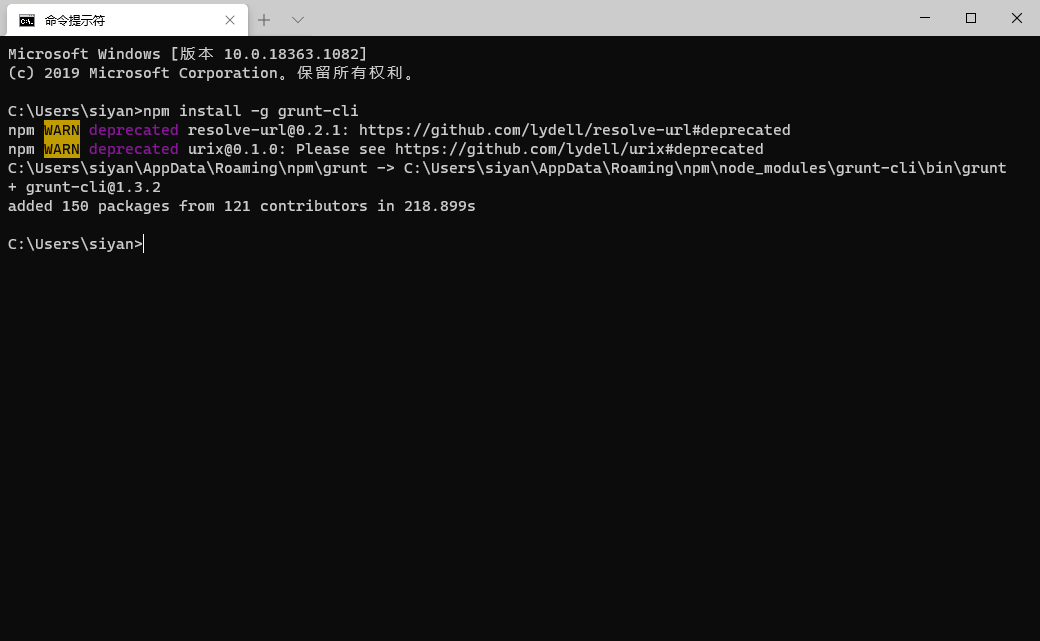 命令提示符
Microsoft Windows [版本 10.0.18363.1082]
(c) 2019 Microsoft Corporation。保留所有权利。
C:\Users\siyan>npm install -g grunt-cli
npm WARN deprecated resolve-url@0.2.1: https://github.com/lydell/resolve-url#deprecated
npm WARN deprecated urix@0.1.0: Please see https://github.com/lydell/urix#deprecated
C:\Users\siyan\AppData\Roaming\npm\grunt -> C:\Users\siyan\AppData\Roaming\npm\node_modules\grunt-cli\bin\grunt
+ grunt-cli@1.3.2
added 150 packages from 121 contributors in 218.899s
C:\Users\siyan>